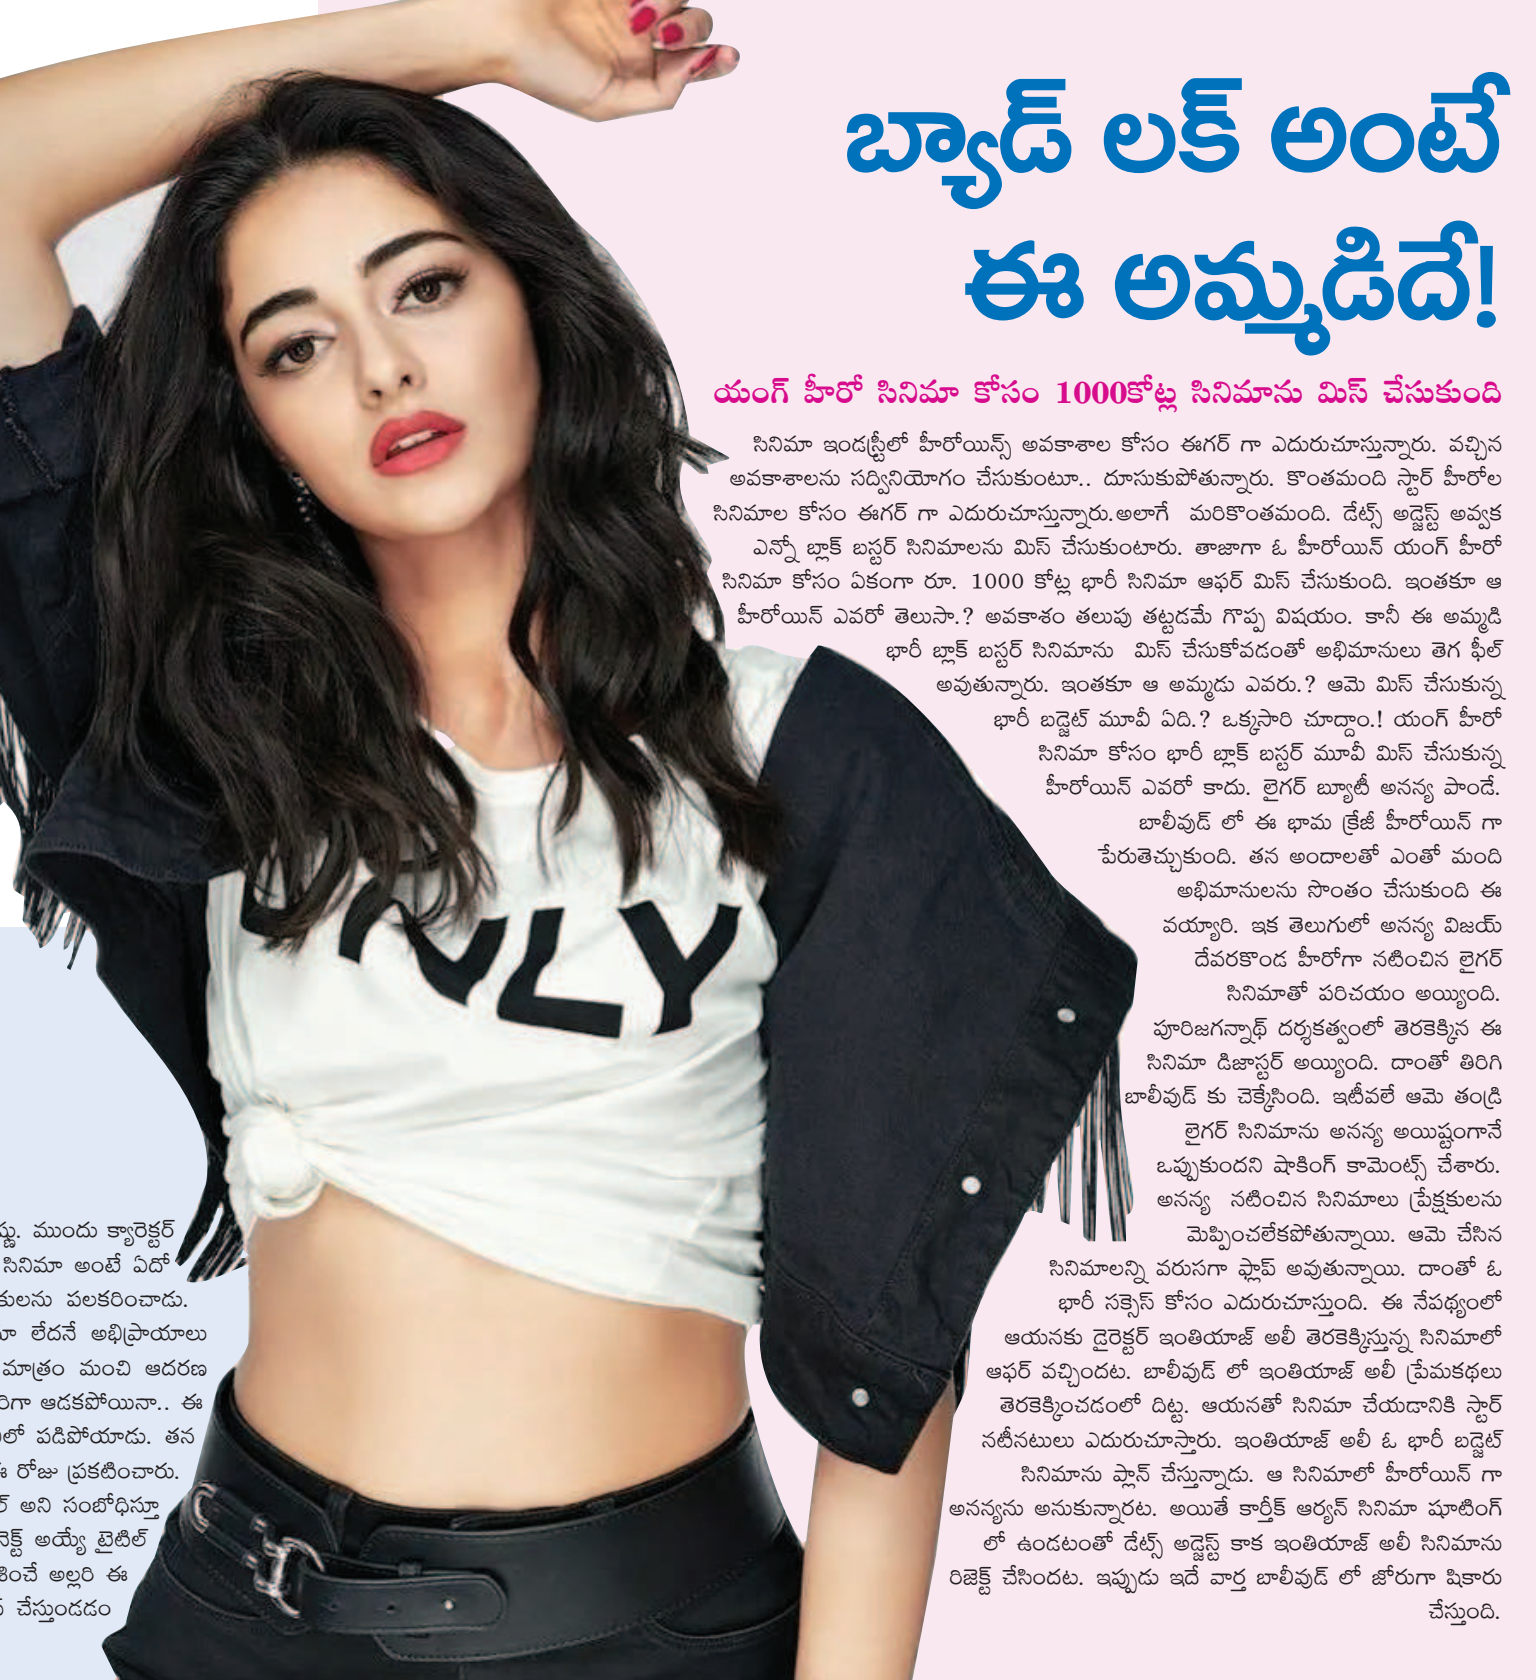 బ్యాడ్ లక్ అంటే
ఈ అమ్మడిదే!
యంగ్ హీరో సినిమా కోసం 1000కోట్ల సినిమాను మిస్ చేసుకుంది
సినిమా ఇండస్ట్రీలో హీరోయిన్స్ అవకాశాల కోసం ఈగర్ గా ఎదురుచూస్తున్నారు. వచ్చిన
అవకాశాలను సద్వినియోగం చేసుకుంటూ.. దూసుకుపోతున్నారు. కొంతమంది స్టార్ హీరోల
సినిమాల కోసం ఈగర్ గా ఎదురుచూస్తున్నారు.అలాగే మరికొంతమంది. డేట్స్ అడ్జెస్ట్ అవ్వక
ఎన్నో బ్లాక్ బస్టర్ సినిమాలను మిస్ చేసుకుంటారు. తాజాగా ఓ హీరోయిన్ యంగ్ హీరో
సినిమా కోసం ఏకంగా రూ. 1000 కోట్ల భారీ సినిమా ఆఫర్ మిస్ చేసుకుంది. ఇంతకూ ఆ
హీరోయిన్ ఎవరో తెలుసా.? అవకాశం తలుపు తట్టడమే గొప్ప విషయం. కానీ ఈ అమ్మడి
భారీ బ్లాక్ బస్టర్ సినిమాను మిస్ చేసుకోవడంతో అభిమానులు తెగ ఫీల్
అవుతున్నారు. ఇంతకూ ఆ అమ్మడు ఎవరు.? ఆమె మిస్ చేసుకున్న
భారీ బడ్జెట్ మూవీ ఏది.? ఒక్కసారి చూద్దాం.! యంగ్ హీరో
సినిమా కోసం భారీ బ్లాక్ బస్టర్ మూవీ మిస్ చేసుకున్న
హీరోయిన్ ఎవరో కాదు. లైగర్ బ్యూటీ అనన్య పాండే.
బాలీవుడ్ లో ఈ భామ క్రేజీ హీరోయిన్ గా
పేరుతెచ్చుకుంది. తన అందాలతో ఎంతో మంది
అభిమానులను సొంతం చేసుకుంది ఈ
వయ్యారి. ఇక తెలుగులో అనన్య విజయ్
దేవరకొండ హీరోగా నటించిన లైగర్
సినిమాతో పరిచయం అయ్యింది.
పూరిజగన్నాథ్ దర్శకత్వంలో తెరకెక్కిన ఈ
సినిమా డిజాస్టర్ అయ్యింది. దాంతో తిరిగి
బాలీవుడ్ కు చెక్కేసింది. ఇటీవలే ఆమె తండ్రి
లైగర్ సినిమాను అనన్య అయిష్టంగానే
ఒప్పుకుందని షాకింగ్ కామెంట్స్ చేశారు.
అనన్య నటించిన సినిమాలు ప్రేక్షకులను
మెప్పించలేకపోతున్నాయి. ఆమె చేసిన
సినిమాలన్ని వరుసగా ఫ్లాప్ అవుతున్నాయి. దాంతో ఓ
భారీ సక్సెస్ కోసం ఎదురుచూస్తుంది. ఈ నేపథ్యంలో
ఆయనకు డైరెక్టర్ ఇంతియాజ్ అలీ తెరకెక్కిస్తున్న సినిమాలో
ఆఫర్ వచ్చిందట. బాలీవుడ్ లో ఇంతియాజ్ అలీ ప్రేమకథలు
తెరకెక్కించడంలో దిట్ట. ఆయనతో సినిమా చేయడానికి స్టార్
నటీనటులు ఎదురుచూస్తారు. ఇంతియాజ్ అలీ ఓ భారీ బడ్జెట్
సినిమాను ప్లాన్ చేస్తున్నాడు. ఆ సినిమాలో హీరోయిన్ గా
అనన్యను అనుకున్నారట. అయితే కార్తీక్ ఆర్యన్ సినిమా షూటింగ్
లో ఉండటంతో డేట్స్ అడ్జెస్ట్ కాక ఇంతియాజ్ అలీ సినిమాను
రిజెక్ట్ చేసిందట. ఇప్పుడు ఇదే వార్త బాలీవుడ్ లో జోరుగా షికారు
చేస్తుంది.
ONLY
ముందు క్యారెక్టర్
సినిమా అంటే ఏదో
పలకరించాడు.
లేదనే అభిప్రాయాలు
మాత్రం మంచి ఆదరణ
ఆడకపోయినా.. ఈ
పడిపోయాడు. తన
రోజు ప్రకటించారు.
అని సంబోధిస్తూ
అయ్యే టైటిల్
అల్లరి ఈ
చేస్తుండడం